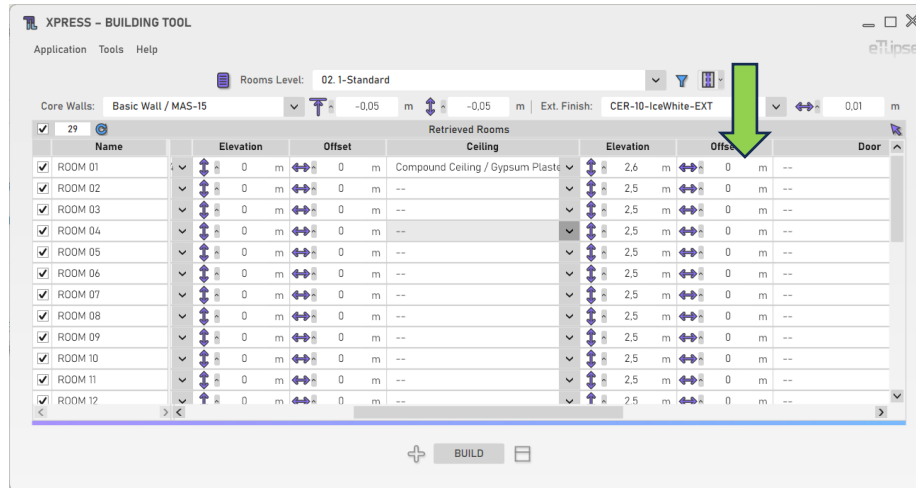 XPRESS – BUILDING TOOL
Application Tools Help
eTLipse
Rooms Level: 02. 1-Standard
Core Walls: Basic Wall / MAS-15 -0,05 m -0,05 m Ext. Finish: CER-10-IceWhite-EXT 0,01 m
29 Retrieved Rooms
Name Elevation Offset Ceiling Elevation Door
ROOM 01 0 m 0 m Compound Ceiling / Gypsum Plaste 2,6 m 0 m --
ROOM 02 0 m 0 m -- 2,5 m 0 m --
ROOM 03 0 m 0 m -- 2,5 m 0 m --
ROOM 04 0 m 0 m -- 2,5 m 0 m --
ROOM 05 0 m 0 m -- 2,5 m 0 m --
ROOM 06 0 m 0 m -- 2,5 m 0 m --
ROOM 07 0 m 0 m -- 2,5 m 0 m --
ROOM 08 0 m 0 m -- 2,5 m 0 m --
ROOM 09 0 m 0 m -- 2,5 m 0 m --
ROOM 10 0 m 0 m -- 2,5 m 0 m --
ROOM 11 0 m 0 m -- 2,5 m 0 m --
ROOM 12 0 m 0 m -- 2,5 m 0 m --
BUILD